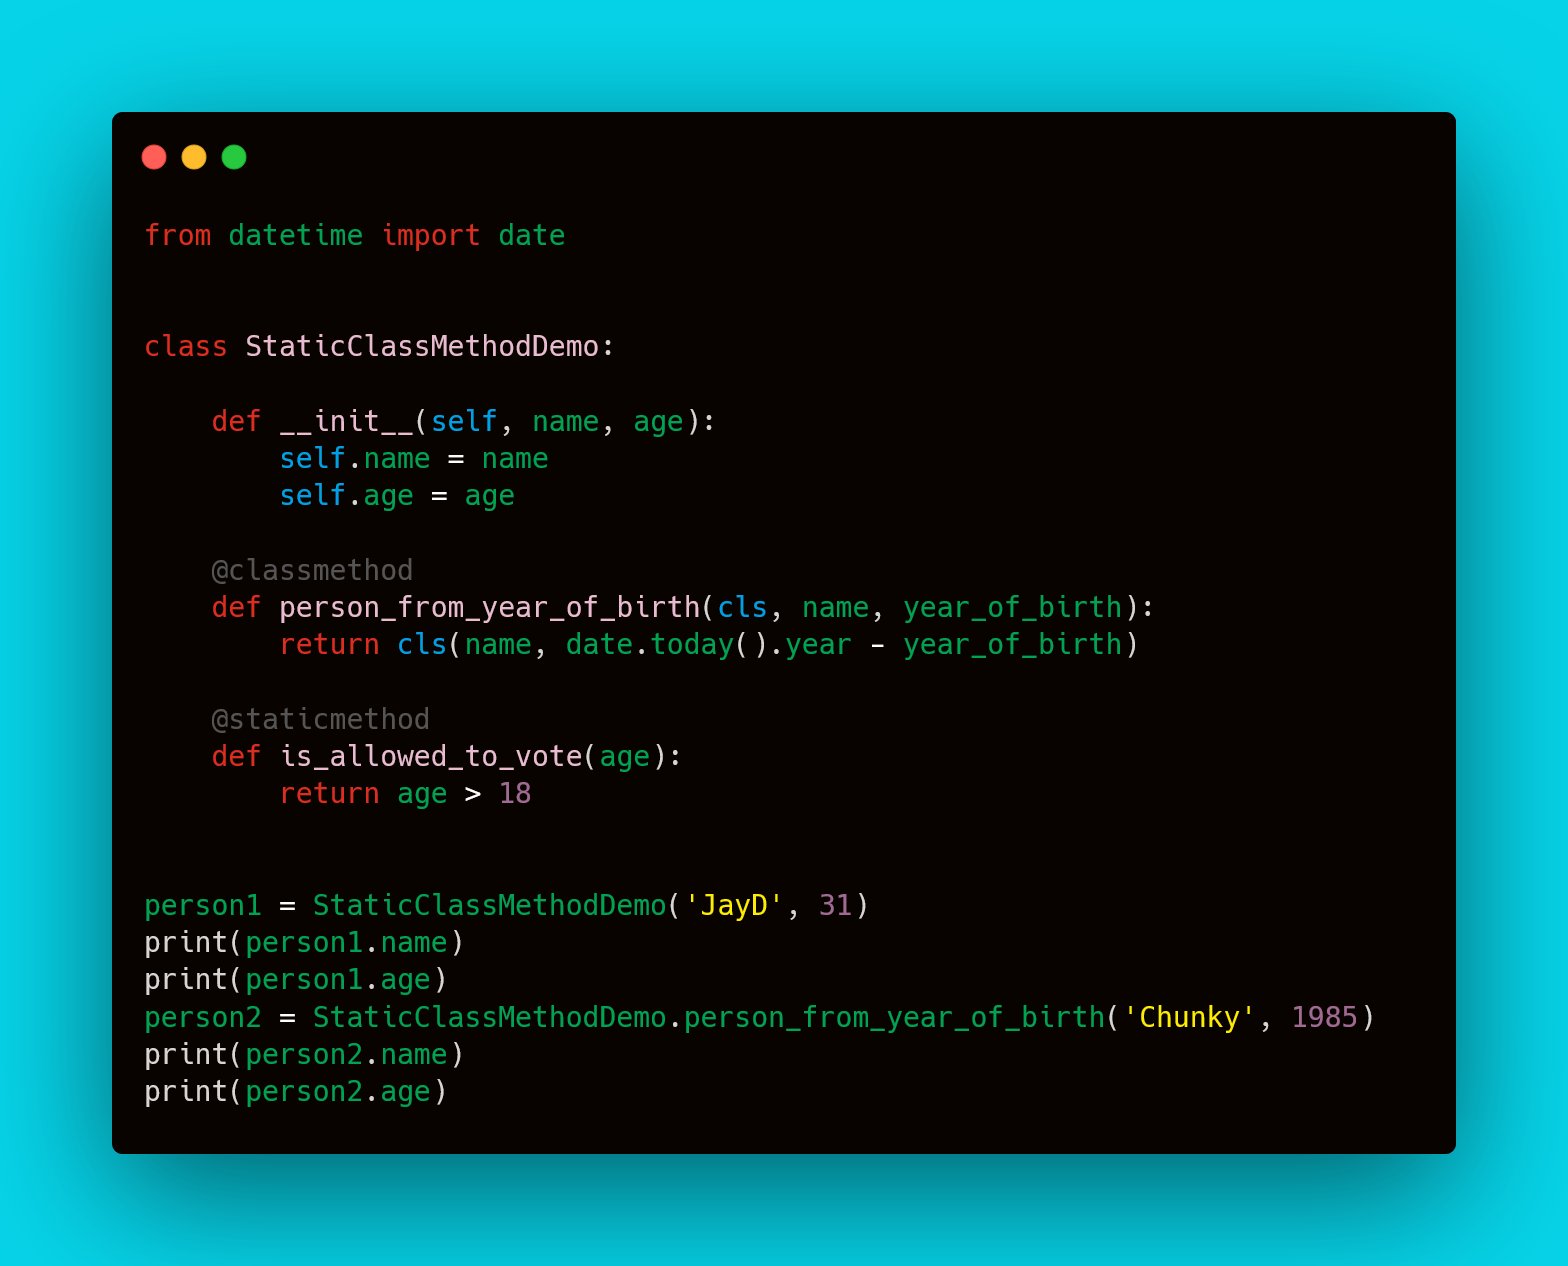 from datetime import date
class StaticClassMethodDemo:
    def __init__(self, name, age):
        self.name = name
        self.age = age
    @classmethod
    def person_from_year_of_birth(cls, name, year_of_birth):
        return cls(name, date.today().year - year_of_birth)
    @staticmethod
    def is_allowed_to_vote(age):
        return age > 18
person1 = StaticClassMethodDemo('JayD', 31)
print(person1.name)
print(person1.age)
person2 = StaticClassMethodDemo.person_from_year_of_birth('Chunky', 1985)
print(person2.name)
print(person2.age)